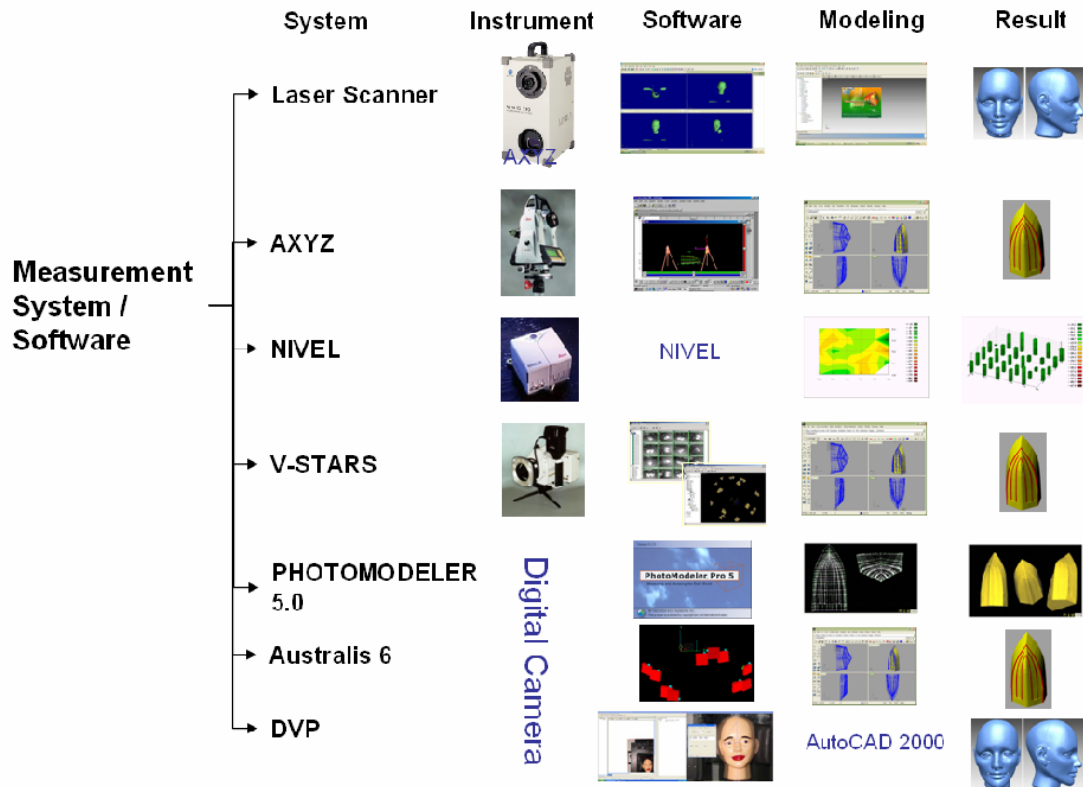 System
Instrument
Software
Modeling
Result
Laser Scanner
AXYZ
AXYZ
Measurement
System /
Software
NIVEL
NIVEL
V-STARS
PHOTOMODELER
5.0
PhotoModeler Pro 5
Digital Camera
Australis 6
DVP
AutoCAD 2000